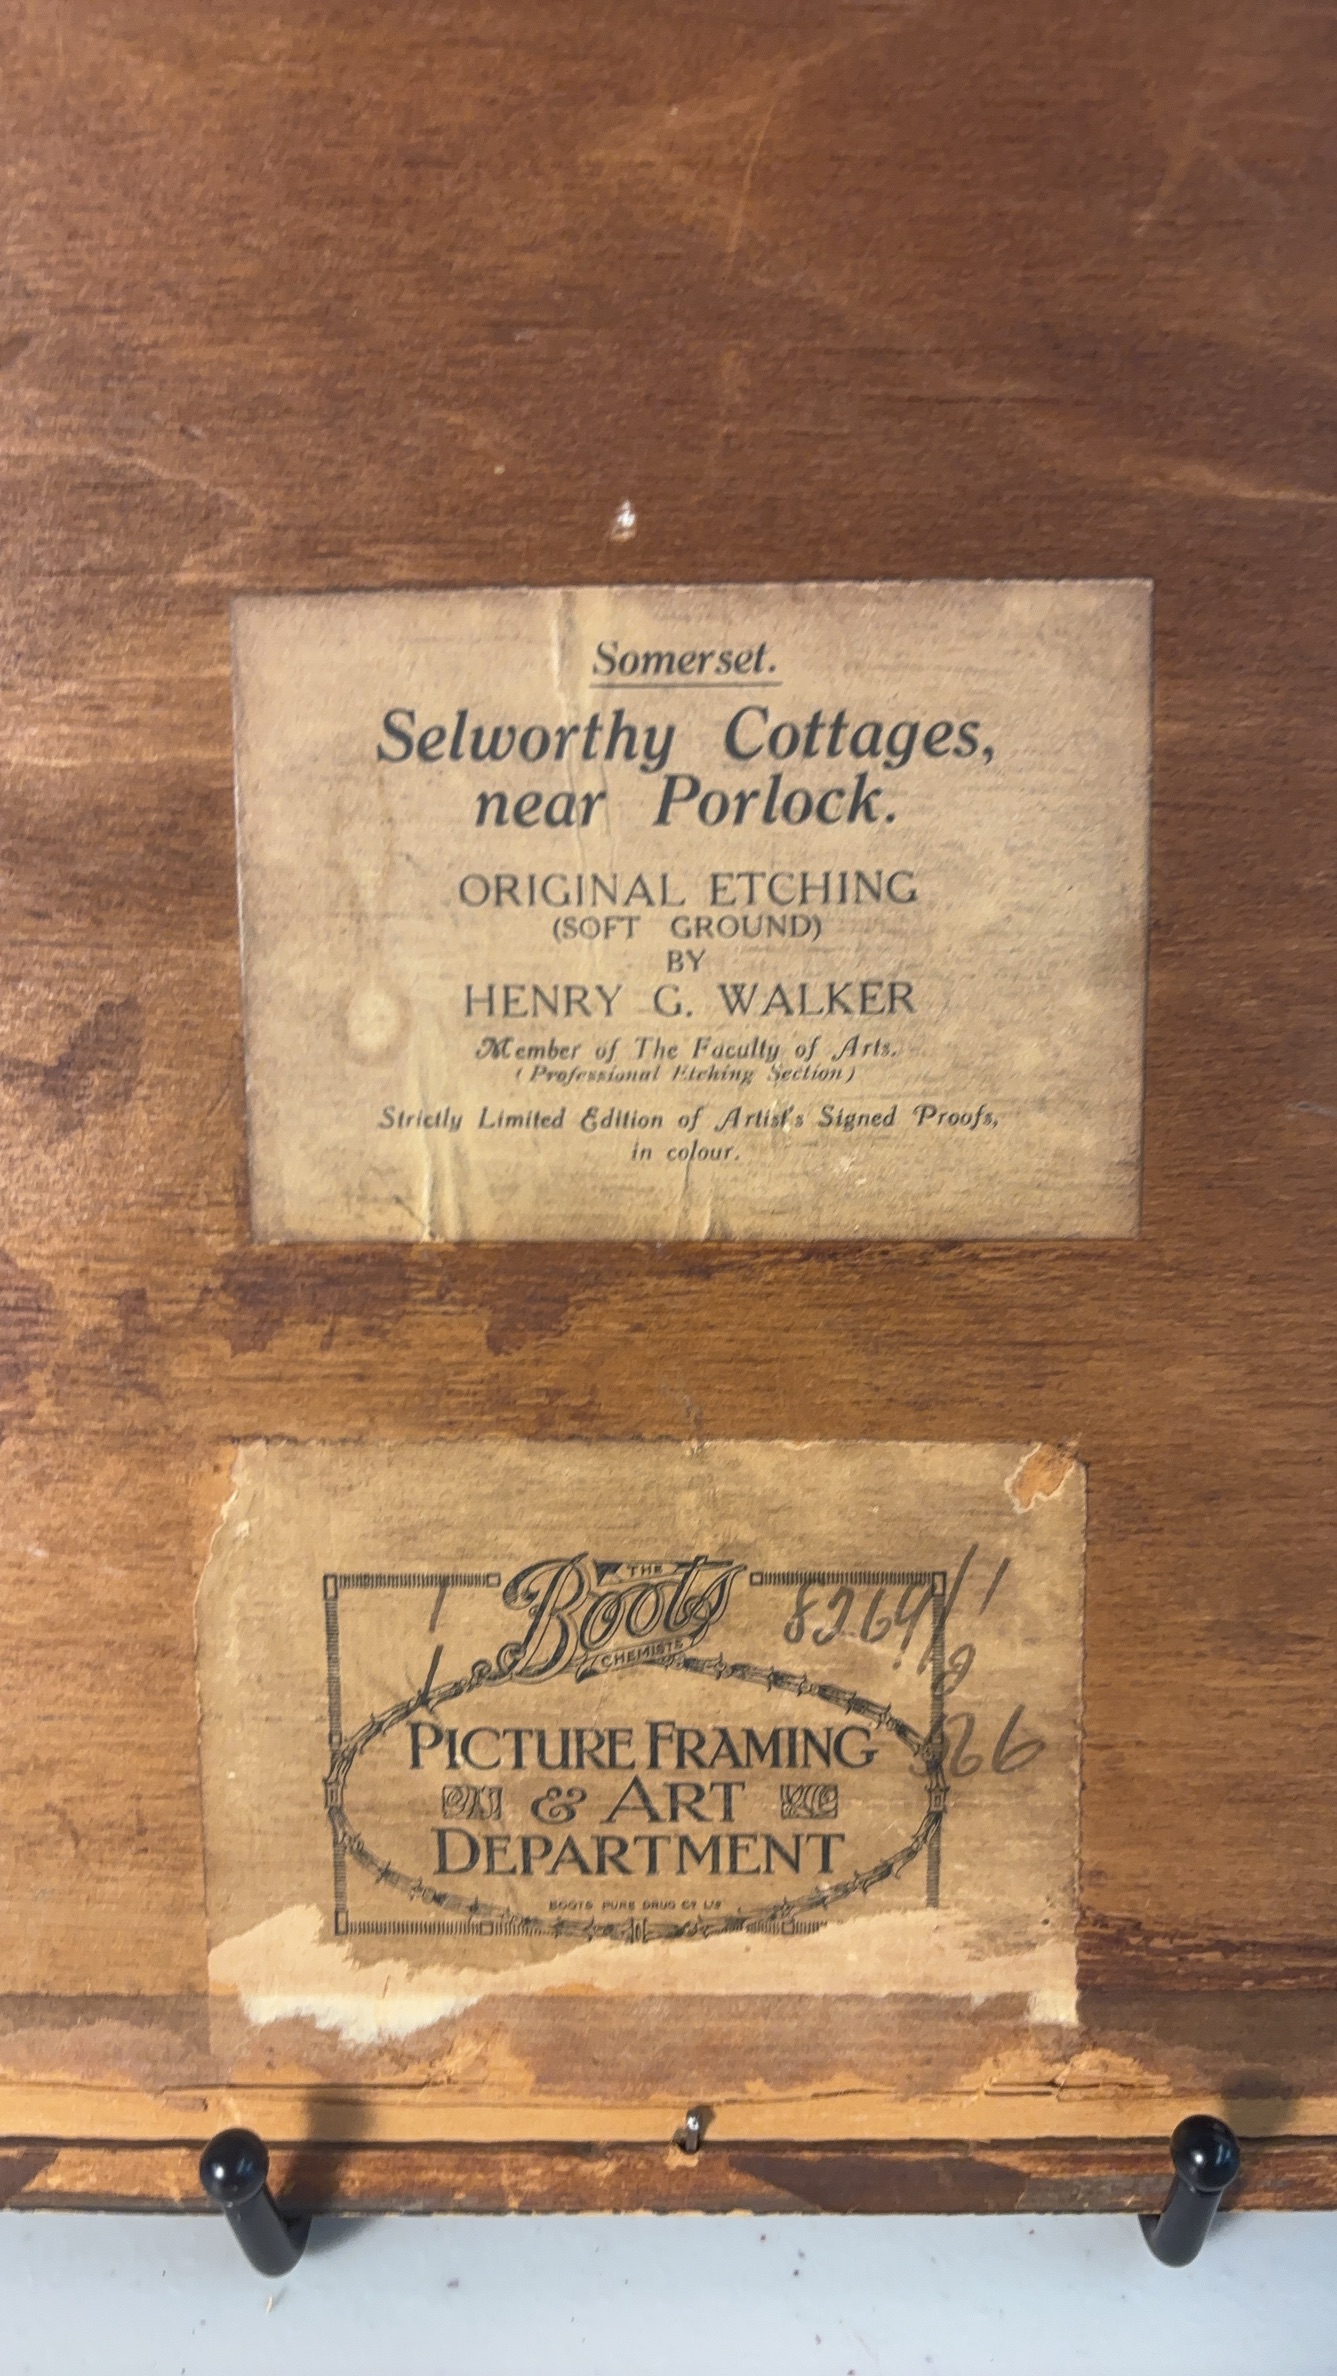 Somerset.
Selworthy Cottages,
near Porlock.
ORIGINAL ETCHING
(SOFT GROUND)
BY
HENRY G. WALKER
Member of The Faculty of Arts.
(Professional Etching Section)
Strictly Limited Edition of Artist's Signed Proofs,
in colour.
THE
Boots
CHEMISTS
PICTURE FRAMING
& ART
DEPARTMENT
BOOTS PURE DRUG CO LTD